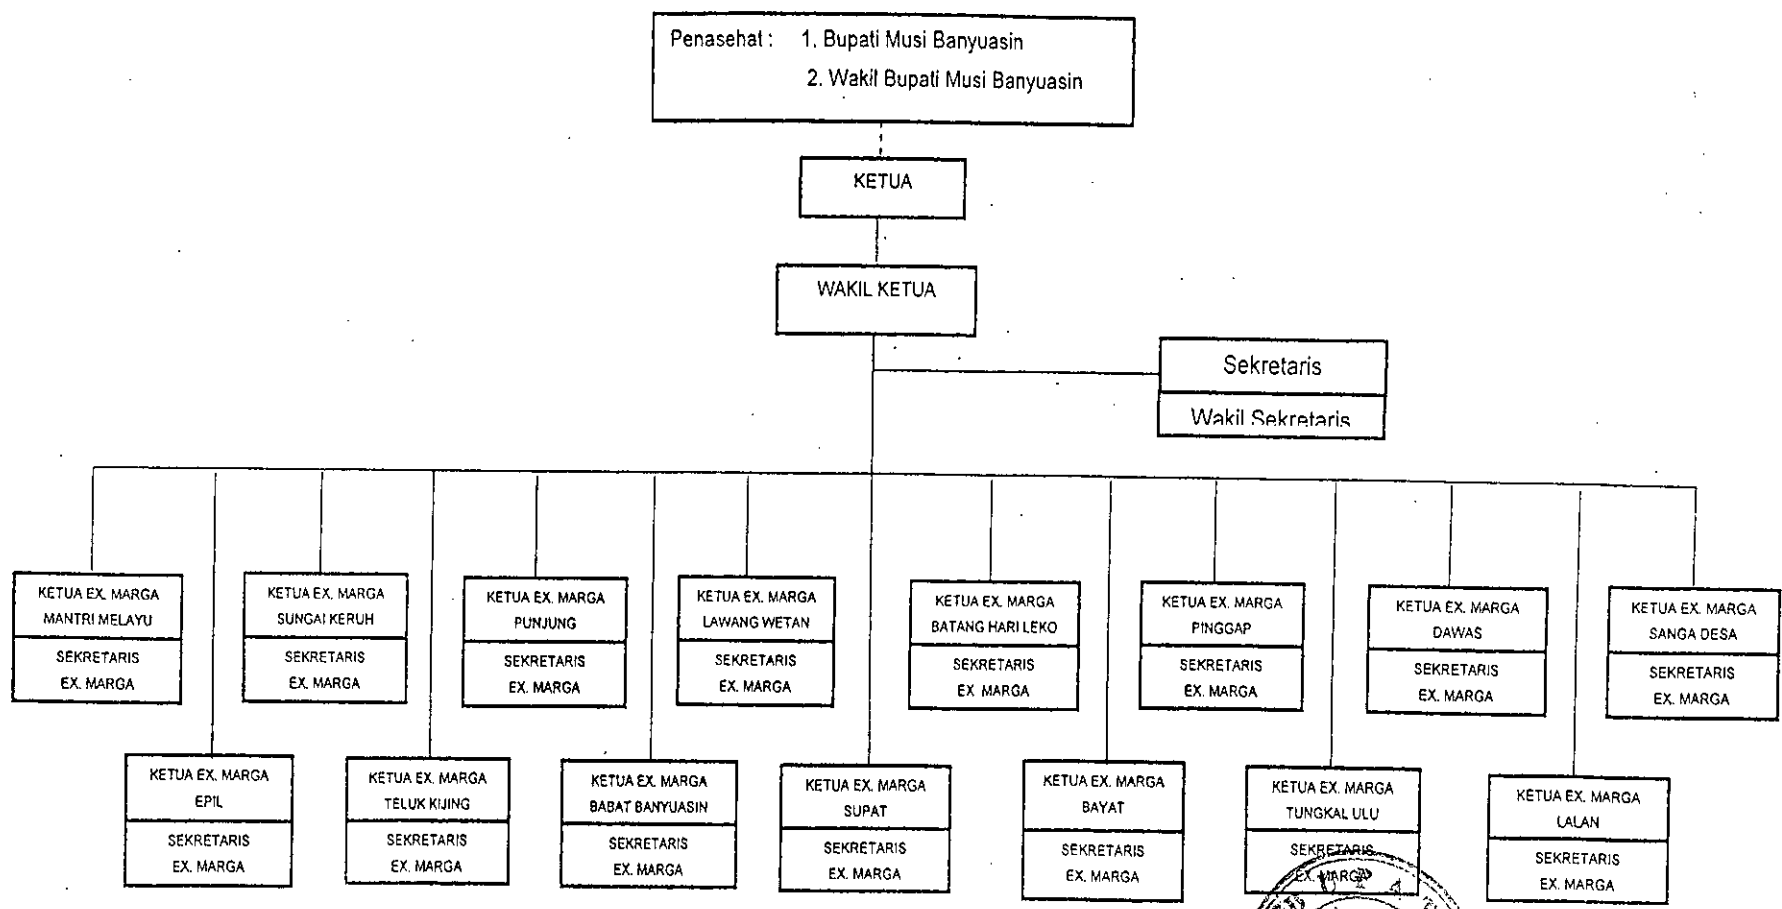 Penasehat : 1. Bupati Musi Banyuasin
2. Wakil Bupati Musi Banyuasin
KETUA
WAKIL KETUA
Sekretaris
Wakil Sekretaris
KETUA EX. MARGA
MANTRI MELAYU
SEKRETARIS
EX. MARGA
KETUA EX. MARGA
SUNGAI KERUH
SEKRETARIS
EX. MARGA
KETUA EX. MARGA
PUNJUNG
SEKRETARIS
EX. MARGA
KETUA EX. MARGA
LAWANG WETAN
SEKRETARIS
EX. MARGA
KETUA EX. MARGA
BATANG HARI LEKO
SEKRETARIS
EX MARGA
KETUA EX. MARGA
PINGGAP
SEKRETARIS
EX. MARGA
KETUA EX. MARGA
DAWAS
SEKRETARIS
EX. MARGA
KETUA EX. MARGA
SANGA DESA
SEKRETARIS
EX. MARGA
KETUA EX. MARGA
EPIL
SEKRETARIS
EX. MARGA
KETUA EX. MARGA
TELUK KIJING
SEKRETARIS
EX. MARGA
KETUA EX. MARGA
BABAT BANYUASIN
SEKRETARIS
EX. MARGA
KETUA EX. MARGA
SUPAT
SEKRETARIS
EX. MARGA
KETUA EX. MARGA
BAYAT
SEKRETARIS
EX. MARGA
KETUA EX. MARGA
TUNGKAL ULU
SEKRETARIS
EX. MARGA
KETUA EX. MARGA
LALAN
SEKRETARIS
EX. MARGA